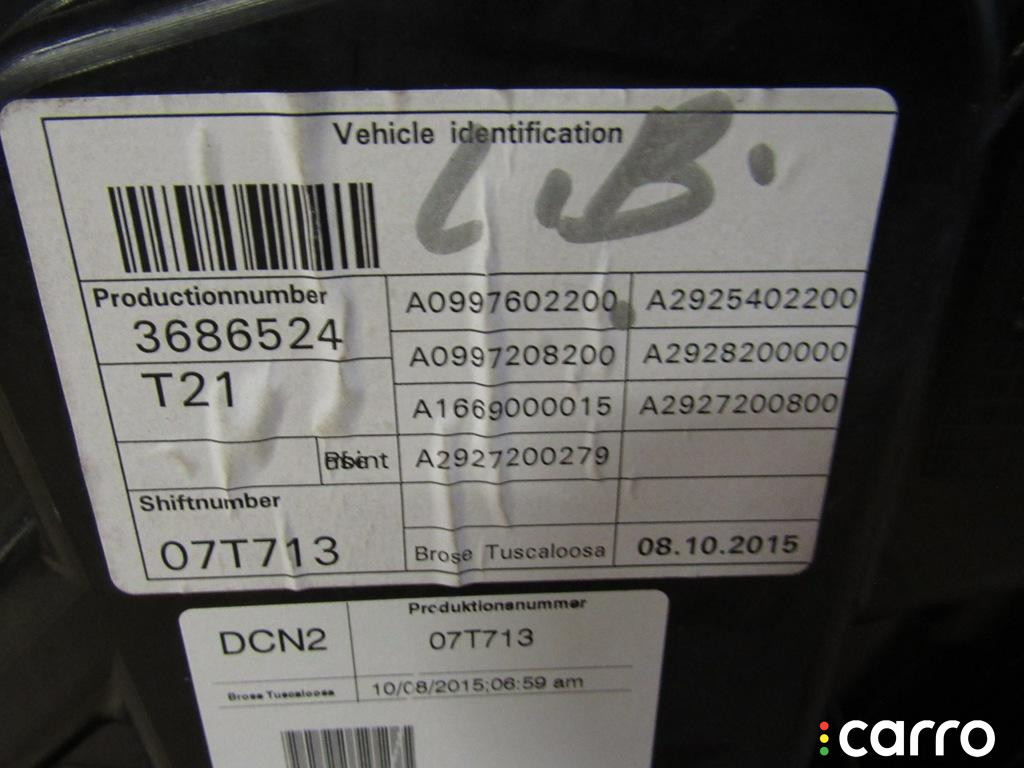 Vehicle identification
L.B.
Productionnumber
3686524
T21
A0997602200 A2925402200
A0997208200 A2928200000
A1669000015 A2927200800
A2927200279
Shiftnumber
07T713
Brose Tuscaloosa 08.10.2015
Produktionsnummer
DCN2 07T713
Brose Tuscaloosa 10/08/2015;06:59 am
carro